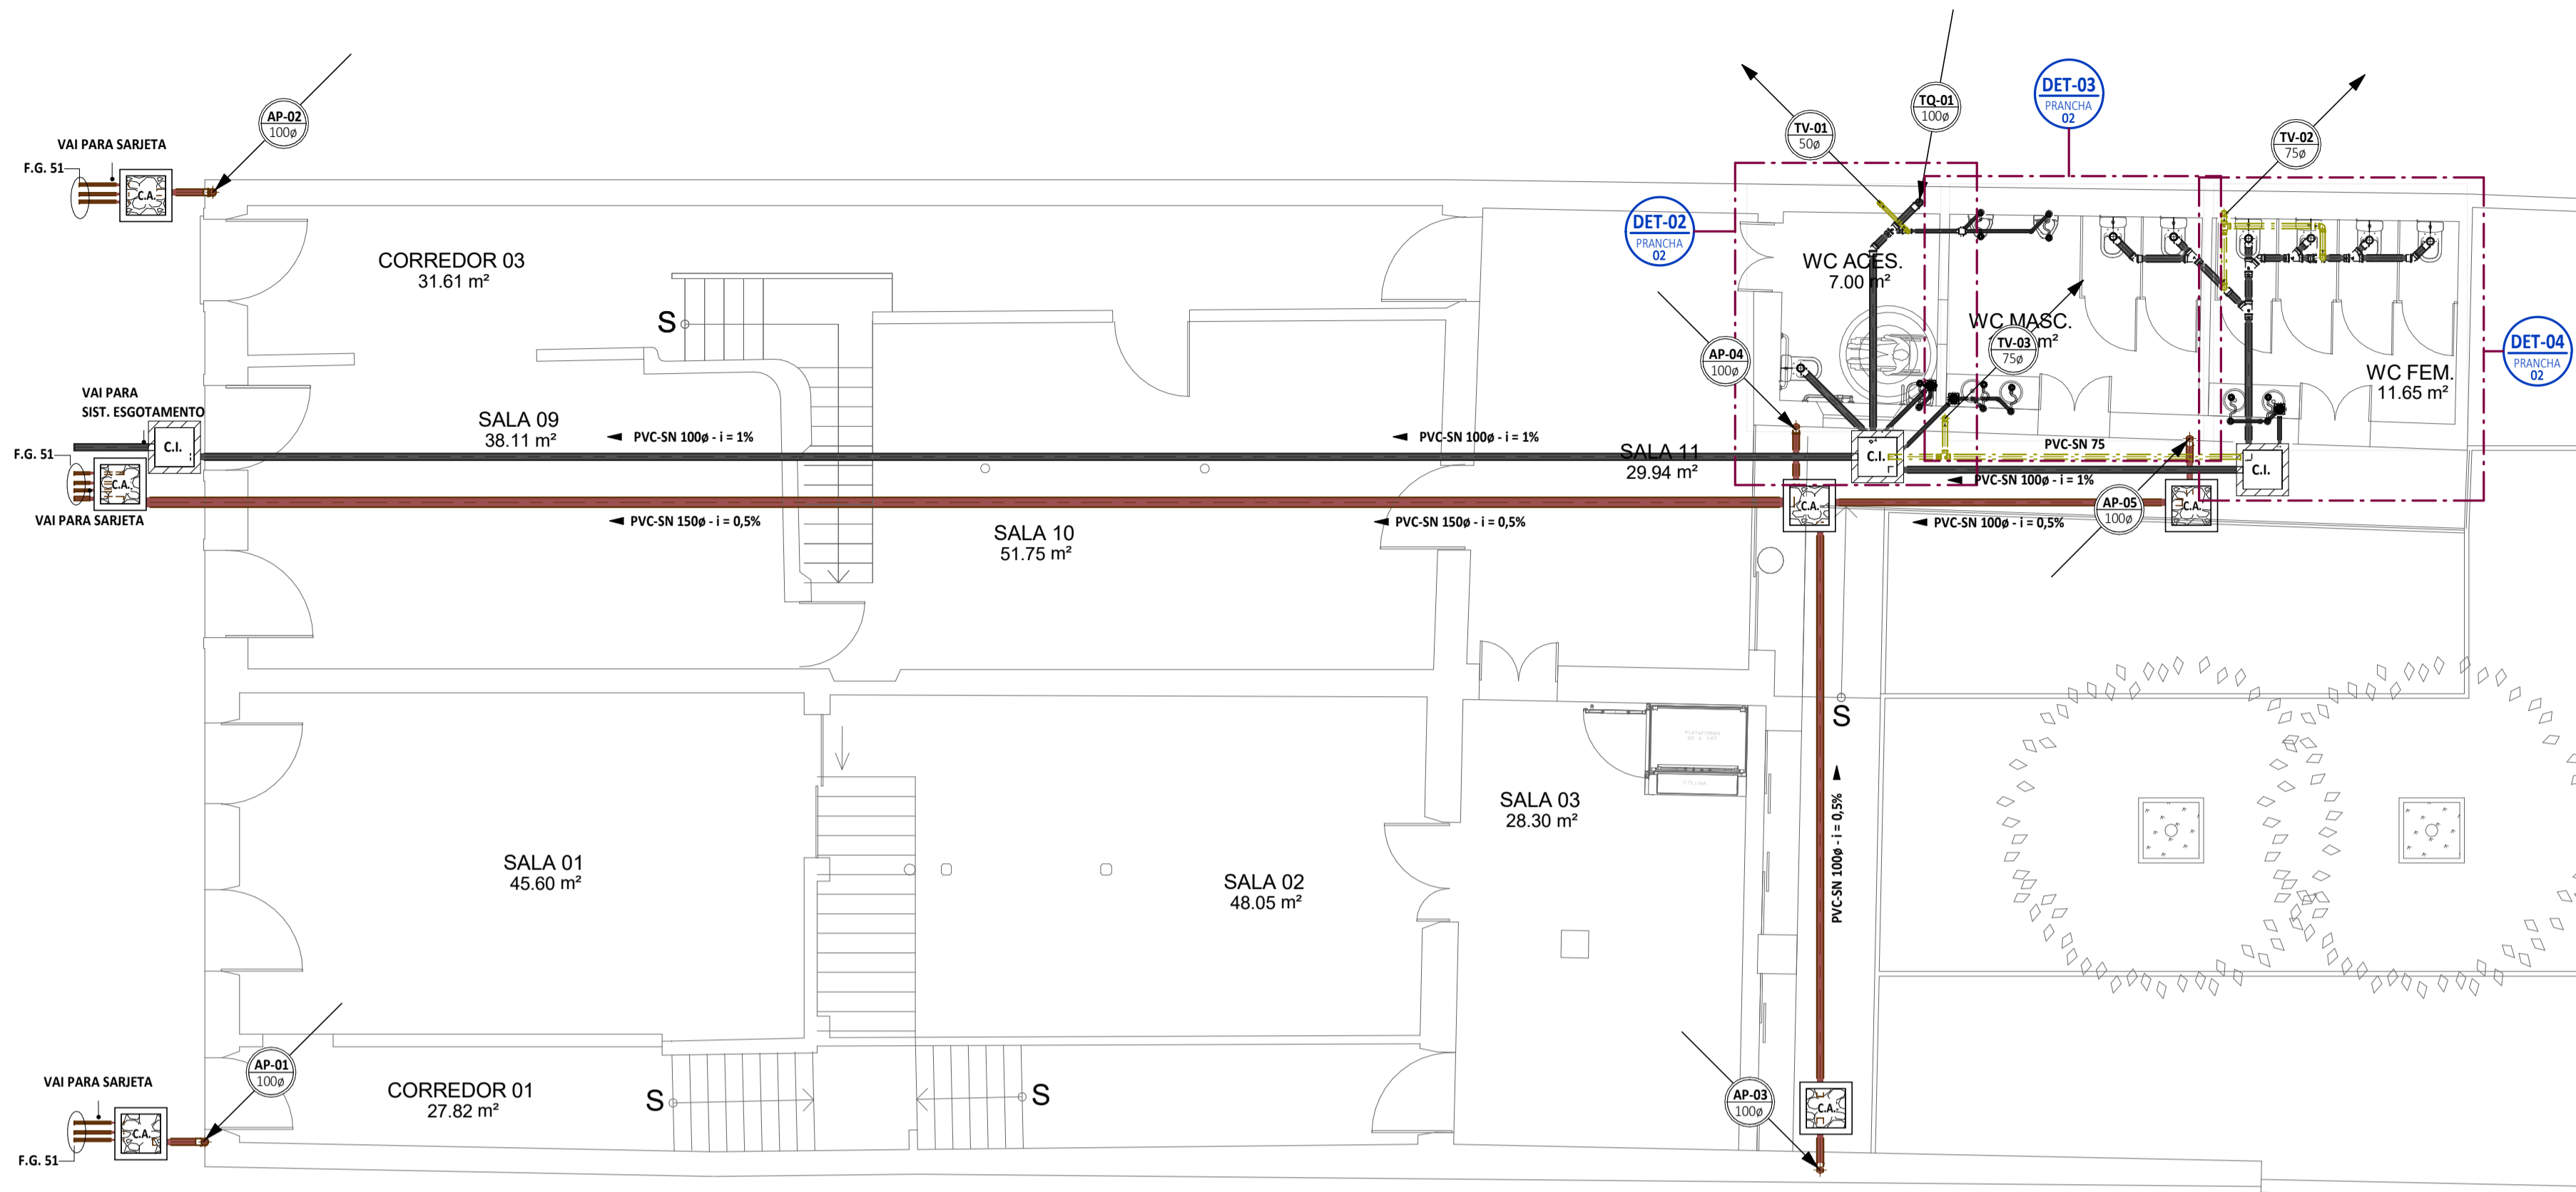 AP-02
100ø
VAI PARA SARJETA
F.G. 51
C.A.
TV-01
50ø
TQ-01
100ø
DET-03
PRANCHA
02
TV-02
75ø
DET-02
PRANCHA
02
CORREDOR 03
31.61 m²
S
WC ACES.
7.00 m²
WC MASC.
m²
TV-03
75ø
AP-04
100ø
DET-04
PRANCHA
02
WC FEM.
11.65 m²
VAI PARA
SIST. ESGOTAMENTO
C.I.
F.G. 51
C.A.
VAI PARA SARJETA
SALA 09
38.11 m²
PVC-SN 100ø - i = 1%
PVC-SN 100ø - i = 1%
SALA 11
29.94 m²
C.I.
PVC-SN 75
PVC-SN 100ø - i = 1%
C.I.
PVC-SN 150ø - i = 0,5%
PVC-SN 150ø - i = 0,5%
C.A.
PVC-SN 100ø - i = 0,5%
AP-05
100ø
C.A.
SALA 10
51.75 m²
S
PLATAFORMA
SALA 03
28.30 m²
PVC-SN 100ø - i = 0,5%
SALA 01
45.60 m²
SALA 02
48.05 m²
AP-01
100ø
VAI PARA SARJETA
C.A.
F.G. 51
CORREDOR 01
27.82 m²
S
S
AP-03
100ø
C.A.